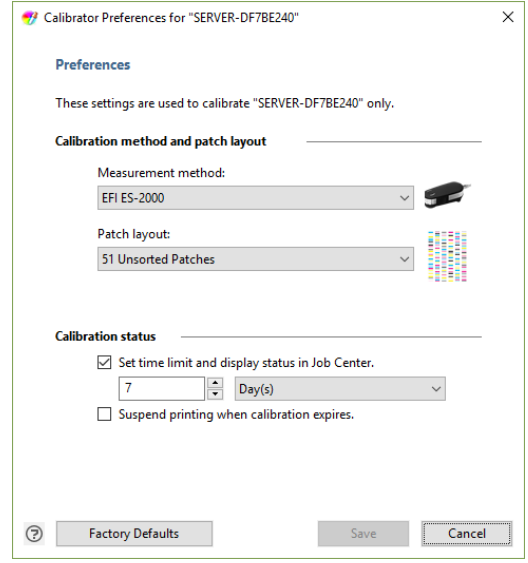 Calibrator Preferences for "SERVER-DF7BE240"
Preferences
These settings are used to calibrate "SERVER-DF7BE240" only.
Calibration method and patch layout
Measurement method:
EFI ES-2000
Patch layout:
51 Unsorted Patches
Calibration status
Set time limit and display status in Job Center.
7 Day(s)
Suspend printing when calibration expires.
? Factory Defaults Save Cancel